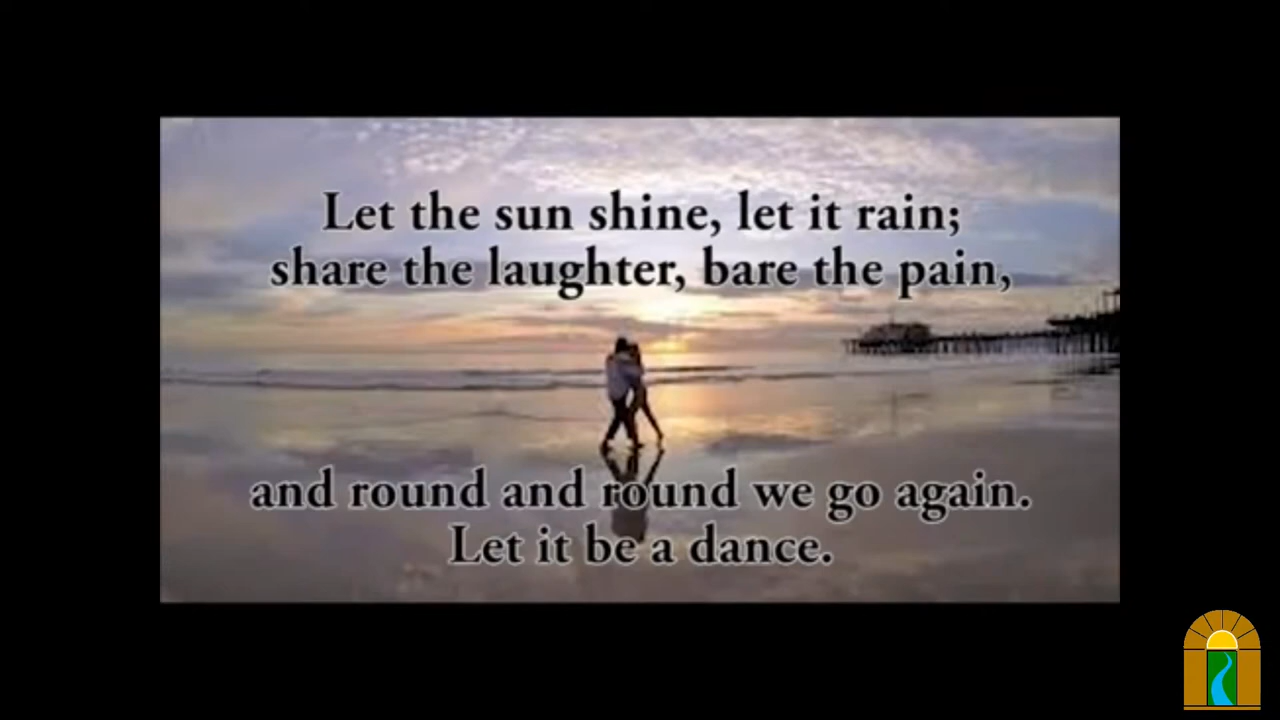 Let the sun shine, let it rain;
share the laughter, bare the pain,
and round and round we go again.
Let it be a dance.